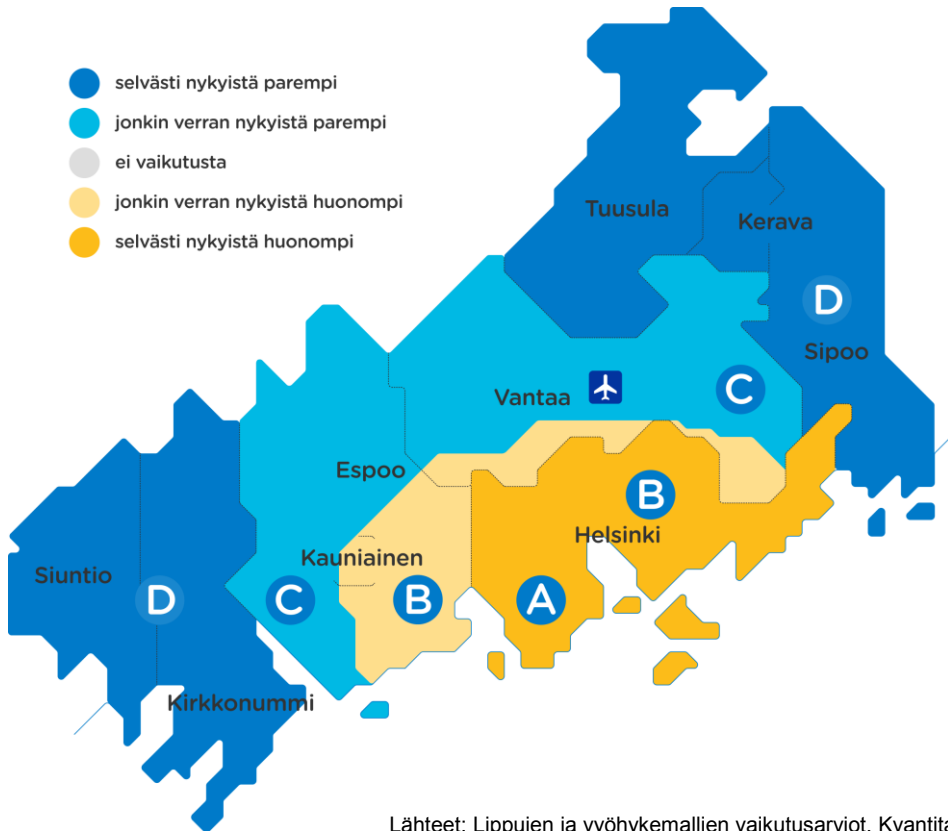 selvästi nykyistä parempi
jonkin verran nykyistä parempi
ei vaikutusta
jonkin verran nykyistä huonompi
selvästi nykyistä huonompi
Tuusula
Kerava
D
Sipoo
Vantaa
C
Espoo
B
Helsinki
Kauniainen
Siuntio
D
C
B
A
Kirkkonummi
Lähteet: Lippujen ja vyöhykemallien vaikutusarviot, Kvantita